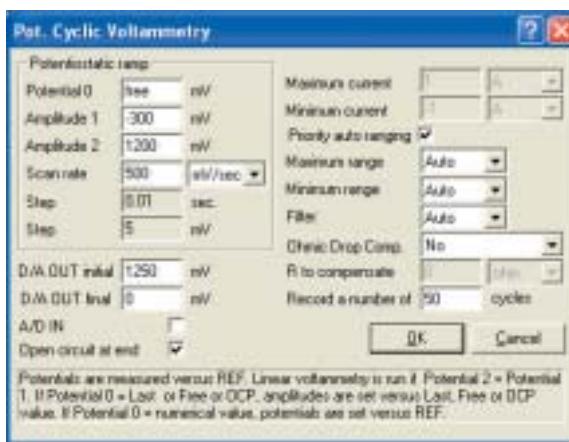 Pot. Cyclic Voltammetry
Potentiostatic ramp
Potential 0 free mV
Amplitude 1 -300 mV
Amplitude 2 1200 mV
Scan rate 500 mV/sec
Step 0.01 sec.
Step 5 mV
D/A OUT initial 1250 mV
D/A OUT final 0 mV
A/D IN
Open circuit at end
Maximum current 1 A
Minimum current -1 A
Priority auto ranging
Maximum range Auto
Minimum range Auto
Filter Auto
Ohmic Drop Comp. No
R to compensate 0 ohm
Record a number of 50 cycles
OK Cancel
Potentials are measured versus REF. Linear voltammetry is run if Potential 2 = Potential
1. If Potential 0 = Last or Free or OCP, amplitudes are set versus Last, Free or OCP
value. If Potential 0 = numerical value, potentials are set versus REF.